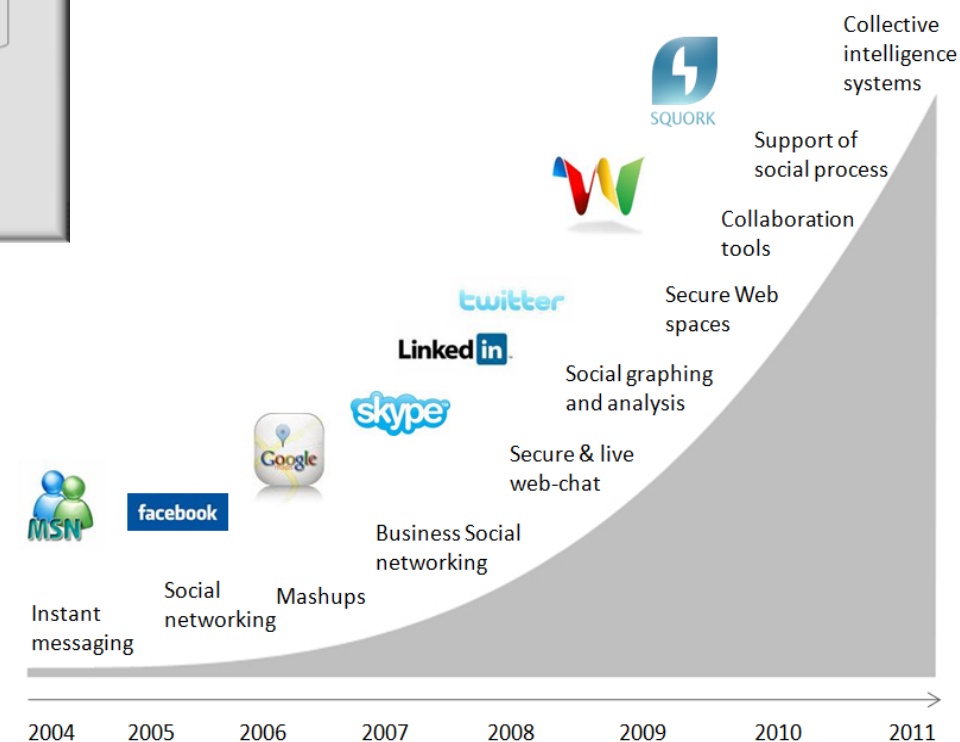 Collective
intelligence
systems
SQUORK
Support of
social process
Collaboration
tools
twitter
Secure Web
spaces
Linked in
Social graphing
and analysis
skype
Google
maps
Secure & live
web-chat
MSN
facebook
Business Social
networking
Social
networking
Mashups
Instant
messaging
2004 2005 2006 2007 2008 2009 2010 2011